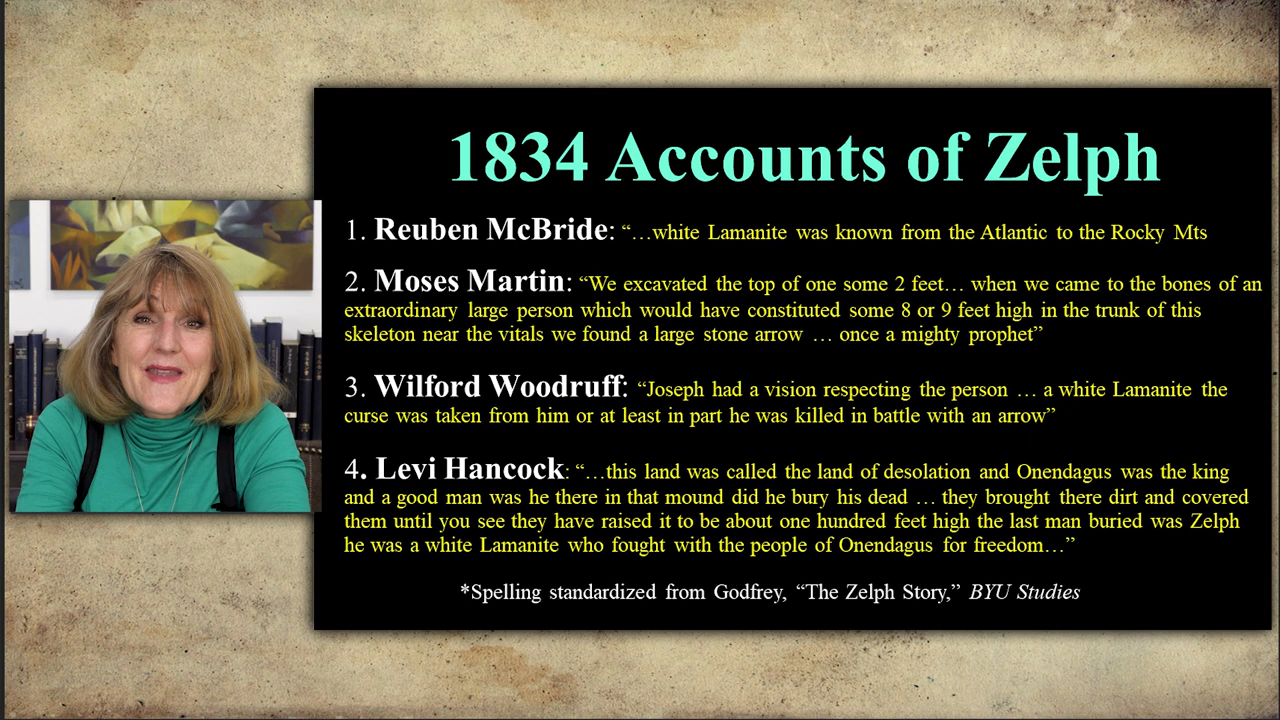 1834 Accounts of Zelph
1. Reuben McBride: “…white Lamanite was known from the Atlantic to the Rocky Mts
2. Moses Martin: “We excavated the top of one some 2 feet… when we came to the bones of an
extraordinary large person which would have constituted some 8 or 9 feet high in the trunk of this
skeleton near the vitals we found a large stone arrow … once a mighty prophet”
3. Wilford Woodruff: “Joseph had a vision respecting the person … a white Lamanite the
curse was taken from him or at least in part he was killed in battle with an arrow”
4. Levi Hancock: “…this land was called the land of desolation and Onendagus was the king
and a good man was he there in that mound did he bury his dead … they brought there dirt and covered
them until you see they have raised it to be about one hundred feet high the last man buried was Zelph
he was a white Lamanite who fought with the people of Onendagus for freedom…”
*Spelling standardized from Godfrey, “The Zelph Story,” BYU Studies